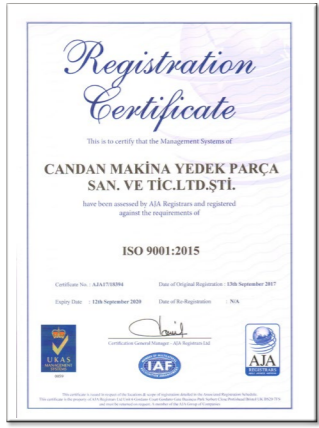 Registration
Certificate
This is to certify that the Management Systems of
CANDAN MAKİNA YEDEK PARÇA
SAN. VE TİC.LTD.ŞTİ.
have been assessed by AJA Registrars and registered
against the requirements of
ISO 9001:2015
Certificate No. : AJA17/18394 Date of Original Registration : 13th September 2017
Expiry Date : 12th September 2020 Date of Re-Registration : N/A
Certification General Manager - AJA Registrars Ltd
UKAS
MANAGEMENT
SYSTEMS
IAF
AJA
REGISTRARS